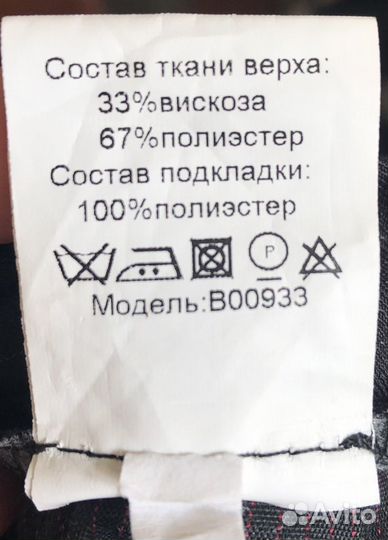 Состав ткани верха:
33%вискоза
67%полиэстер
Состав подкладки:
100%полиэстер
P
Модель:B00933
Avito